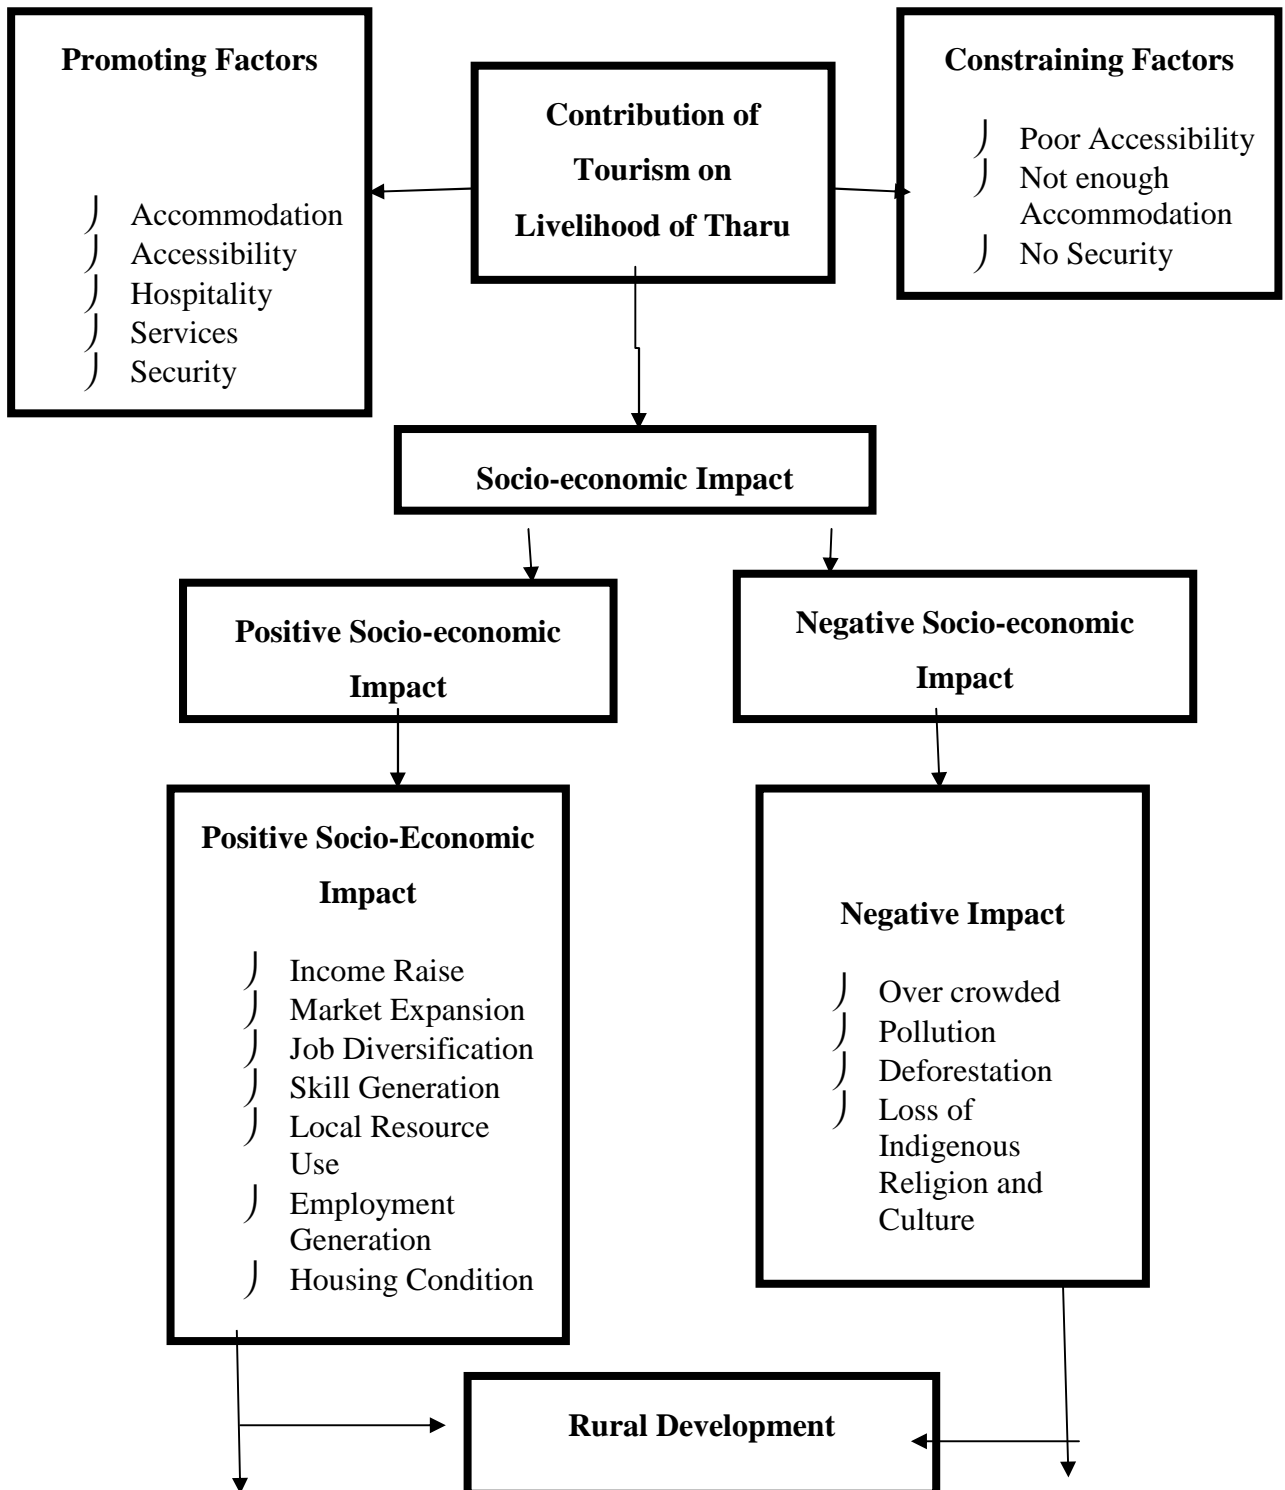 Promoting Factors
Accommodation
Accessibility
Hospitality
Services
Security
Contribution of
Tourism on
Livelihood of Tharu
Constraining Factors
Poor Accessibility
Not enough
Accommodation
No Security
Socio-economic Impact
Positive Socio-economic
Impact
Negative Socio-economic
Impact
Positive Socio-Economic
Impact
Income Raise
Market Expansion
Job Diversification
Skill Generation
Local Resource
Use
Employment
Generation
Housing Condition
Negative Impact
Over crowded
Pollution
Deforestation
Loss of
Indigenous
Religion and
Culture
Rural Development